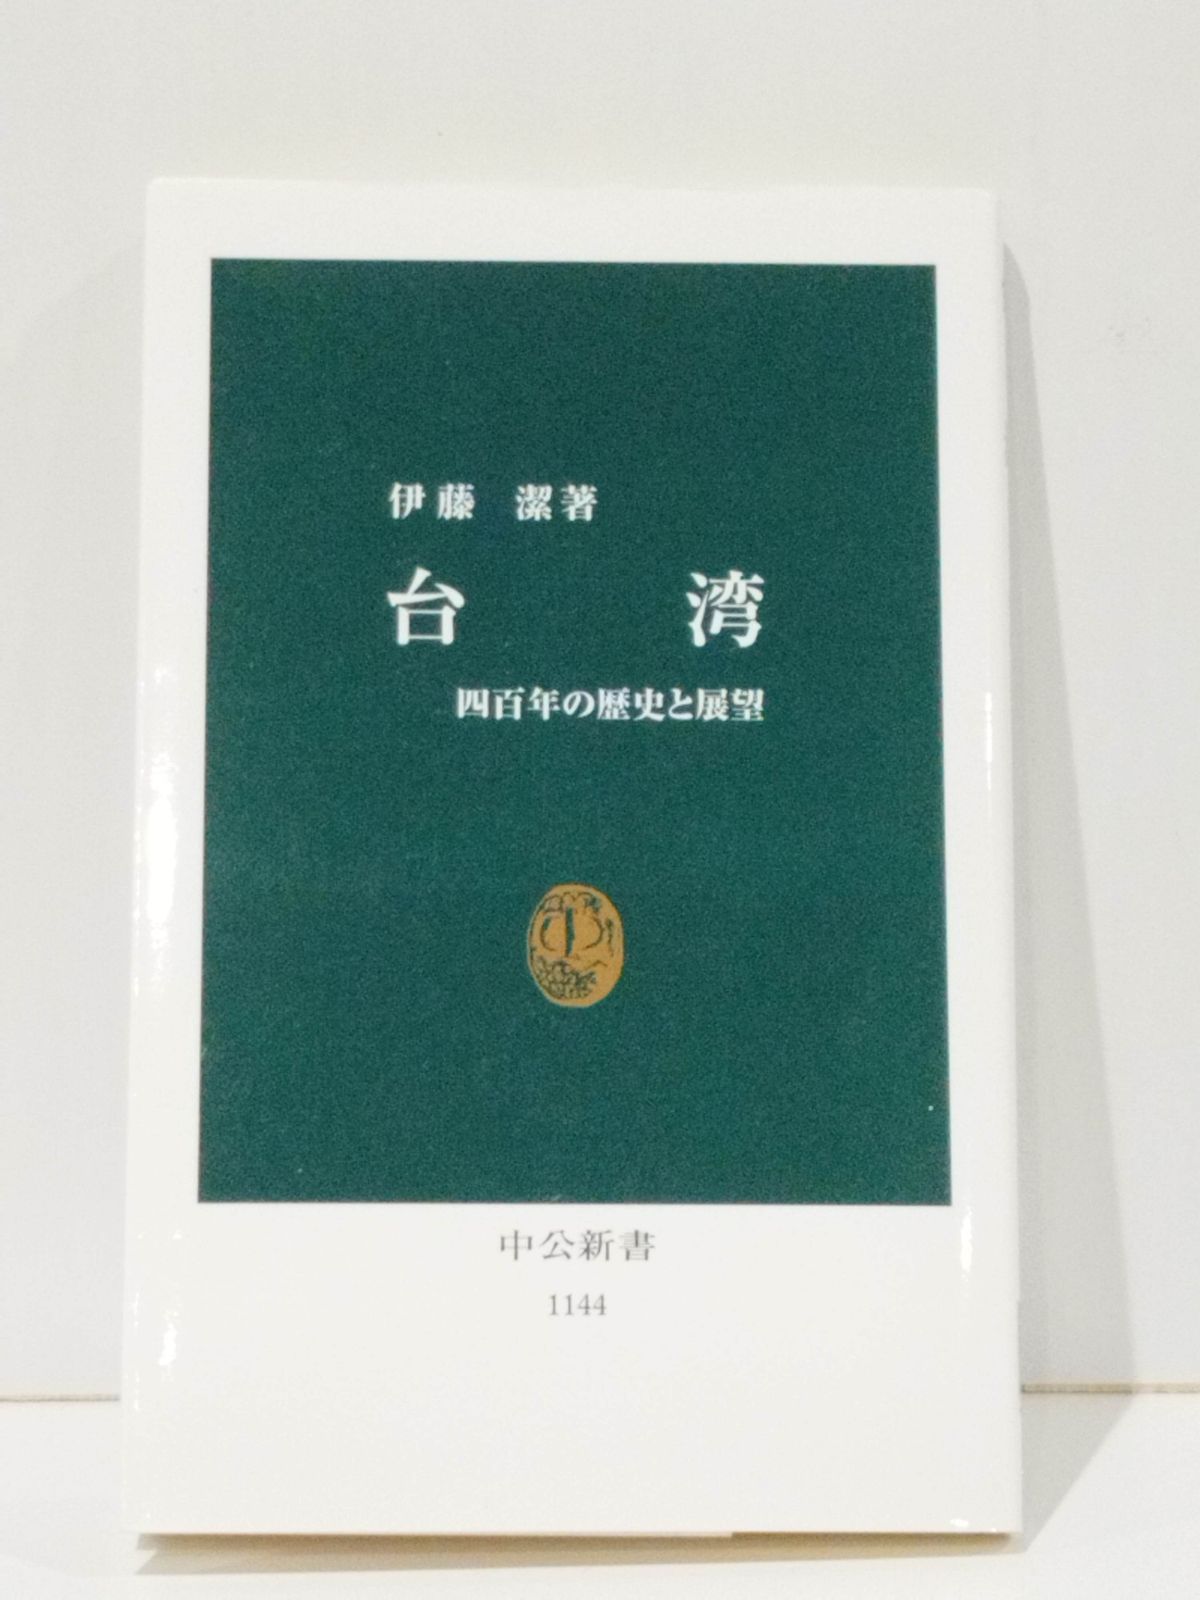 伊藤 潔著
台湾
四百年の歴史と展望
中公新書
1144